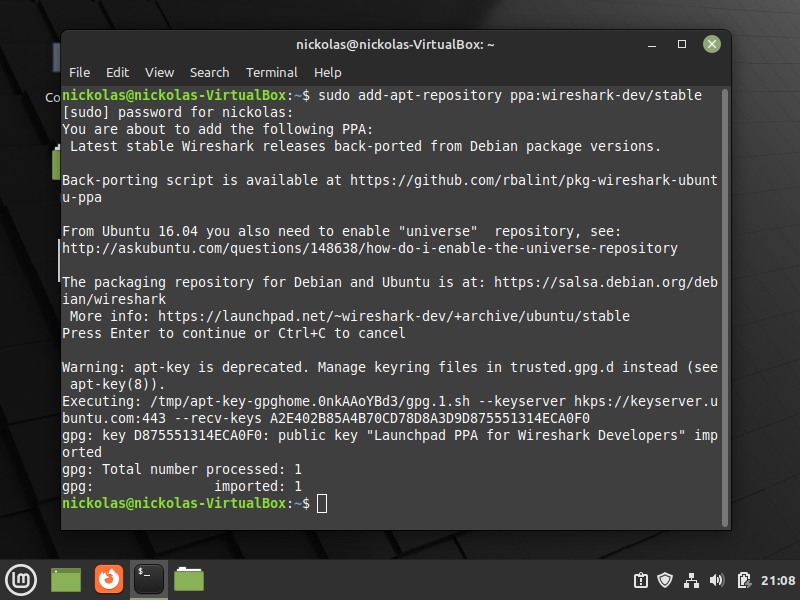 nickolas@nickolas-VirtualBox: ~
File Edit View Search Terminal Help
Co
nickolas@nickolas-VirtualBox:~$ sudo add-apt-repository ppa:wireshark-dev/stable
[sudo] password for nickolas:
You are about to add the following PPA:
 Latest stable Wireshark releases back-ported from Debian package versions.
Back-porting script is available at https://github.com/rbalint/pkg-wireshark-ubunt
u-ppa
From Ubuntu 16.04 you also need to enable "universe"  repository, see:
http://askubuntu.com/questions/148638/how-do-i-enable-the-universe-repository
The packaging repository for Debian and Ubuntu is at: https://salsa.debian.org/deb
ian/wireshark
 More info: https://launchpad.net/~wireshark-dev/+archive/ubuntu/stable
Press Enter to continue or Ctrl+C to cancel
Warning: apt-key is deprecated. Manage keyring files in trusted.gpg.d instead (see
 apt-key(8)).
Executing: /tmp/apt-key-gpghome.0nkAAoYBd3/gpg.1.sh --keyserver hkps://keyserver.u
buntu.com:443 --recv-keys A2E402B85A4B70CD78D8A3D9D875551314ECA0F0
gpg: key D875551314ECA0F0: public key "Launchpad PPA for Wireshark Developers" imp
orted
gpg: Total number processed: 1
gpg:               imported: 1
nickolas@nickolas-VirtualBox:~$
$_
21:08